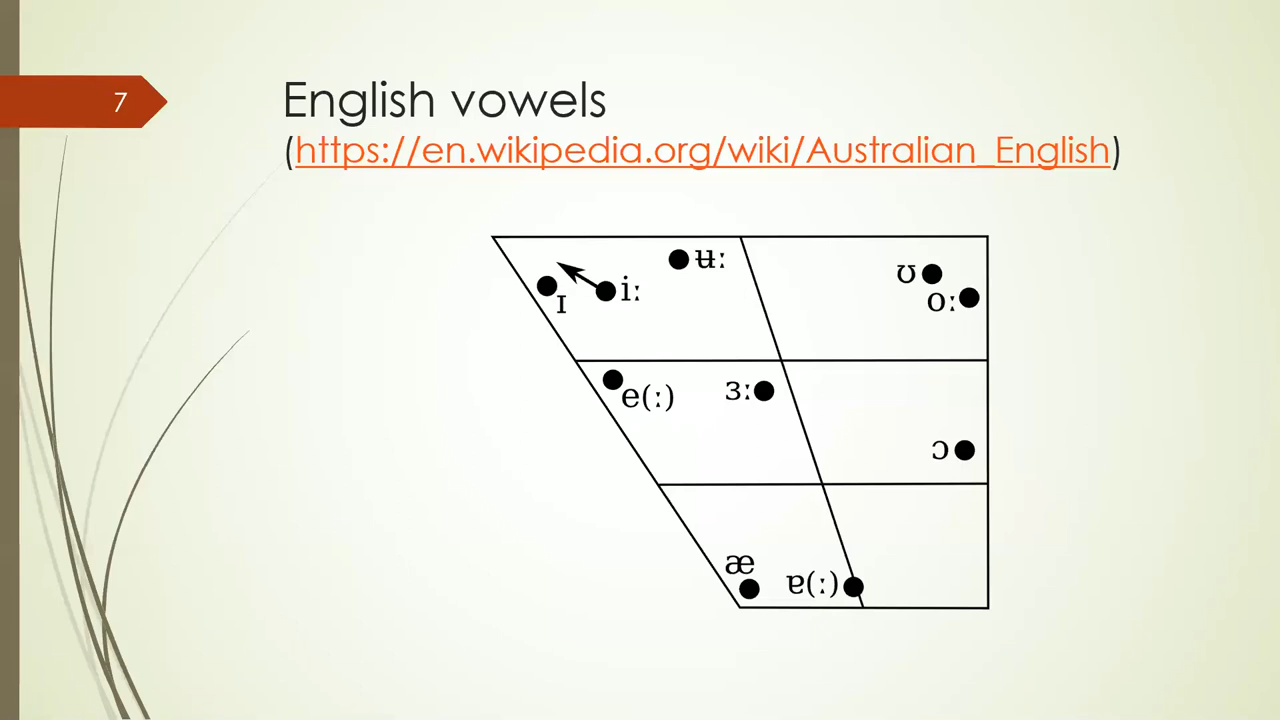 7
English vowels
(https://en.wikipedia.org/wiki/Australian_English)
ʉː
ʊ
ɪ
iː
oː
e(ː)
ɜː
ɔ
æ
ɐ(ː)